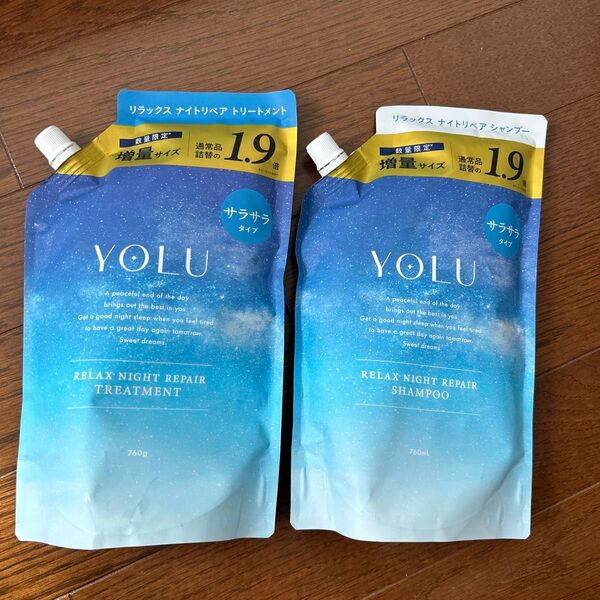 リラックス ナイトリペア トリートメント
数量限定*
増量サイズ
通常品
詰替の
1.9倍
サラサラ
タイプ
YOLU
A peaceful end of the day
brings out the best in you
Get a good night sleep when you feel tired
to have a great day again tomorrow.
Sweet dreams
RELAX NIGHT REPAIR
TREATMENT
760g
リラックス ナイトリペア シャンプー
数量限定*
増量サイズ
通常品
詰替の
1.9倍
サラサラ
タイプ
YOLU
A peaceful end of the day
brings out the best in you
Get a good night sleep when you feel tired
to have a great day again tomorrow.
Sweet dreams
RELAX NIGHT REPAIR
SHAMPOO
760mL